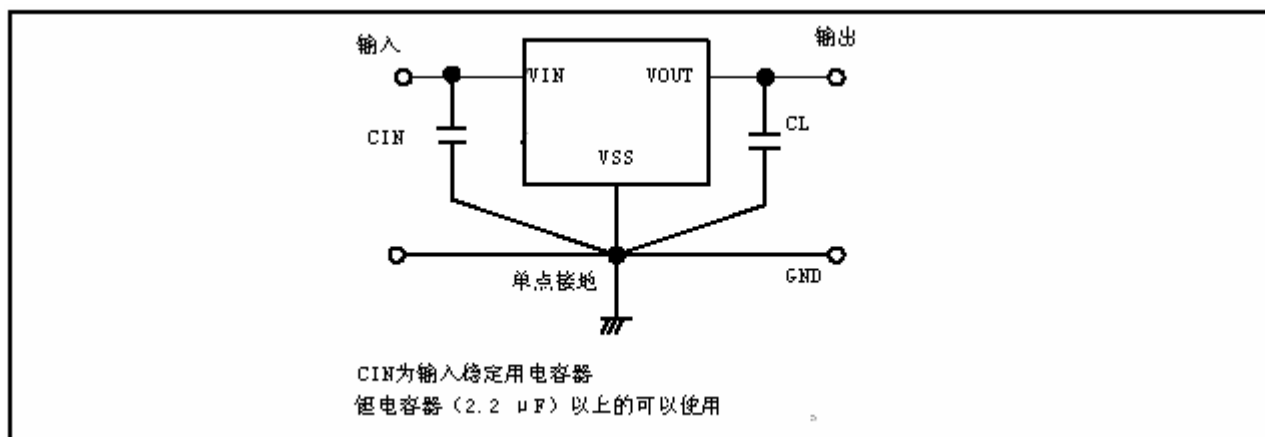 输入
输出
VIN
VOUT
CIN
CL
VSS
单点接地
GND
CIN为输入稳定用电容器
钽电容器（2.2 μF）以上的可以使用